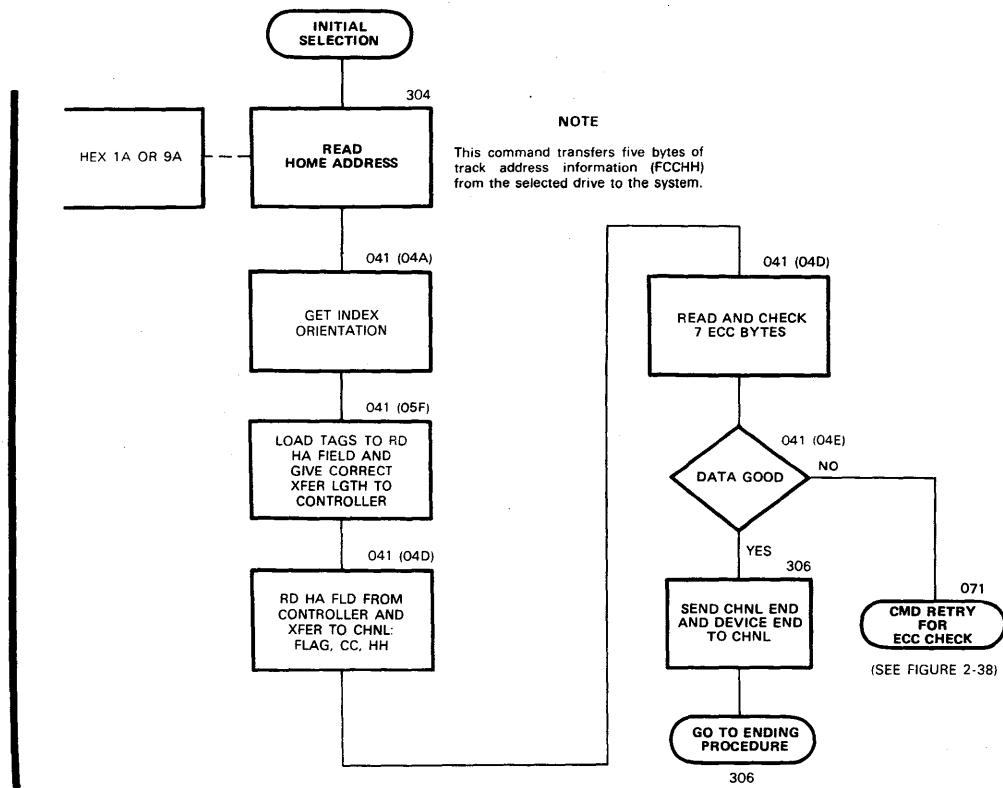 INITIAL
SELECTION
304
HEX 1A OR 9A
READ
HOME ADDRESS
NOTE
This command transfers five bytes of
track address information (FCCHH)
from the selected drive to the system.
041 (04A)
GET INDEX
ORIENTATION
041 (05F)
LOAD TAGS TO RD
HA FIELD AND
GIVE CORRECT
XFER LGTH TO
CONTROLLER
041 (04D)
RD HA FLD FROM
CONTROLLER AND
XFER TO CHNL:
FLAG, CC, HH
041 (04D)
READ AND CHECK
7 ECC BYTES
041 (04E)
DATA GOOD
NO
YES
306
SEND CHNL END
AND DEVICE END
TO CHNL
071
CMD RETRY
FOR
ECC CHECK
(SEE FIGURE 2-38)
GO TO ENDING
PROCEDURE
306